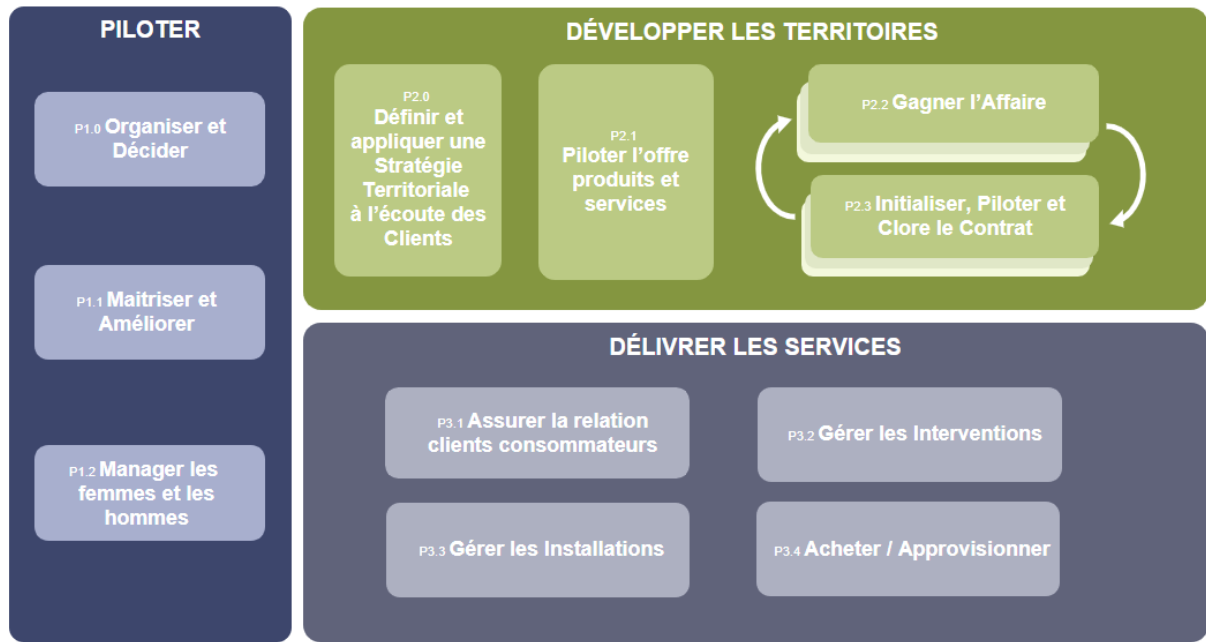 PILOTER
P1.0 Organiser et
Décider
P1.1 Maitriser et
Améliorer
P1.2 Manager les
femmes et les
hommes
DÉVELOPPER LES TERRITOIRES
P2.0
Définir et
appliquer une
Stratégie
Territoriale
à l'écoute des
Clients
P2.1
Piloter l'offre
produits et
services
P2.2 Gagner l'Affaire
P2.3 Initialiser, Piloter et
Clore le Contrat
DÉLIVRER LES SERVICES
P3.1 Assurer la relation
clients consommateurs
P3.2 Gérer les Interventions
P3.3 Gérer les Installations
P3.4 Acheter / Approvisionner